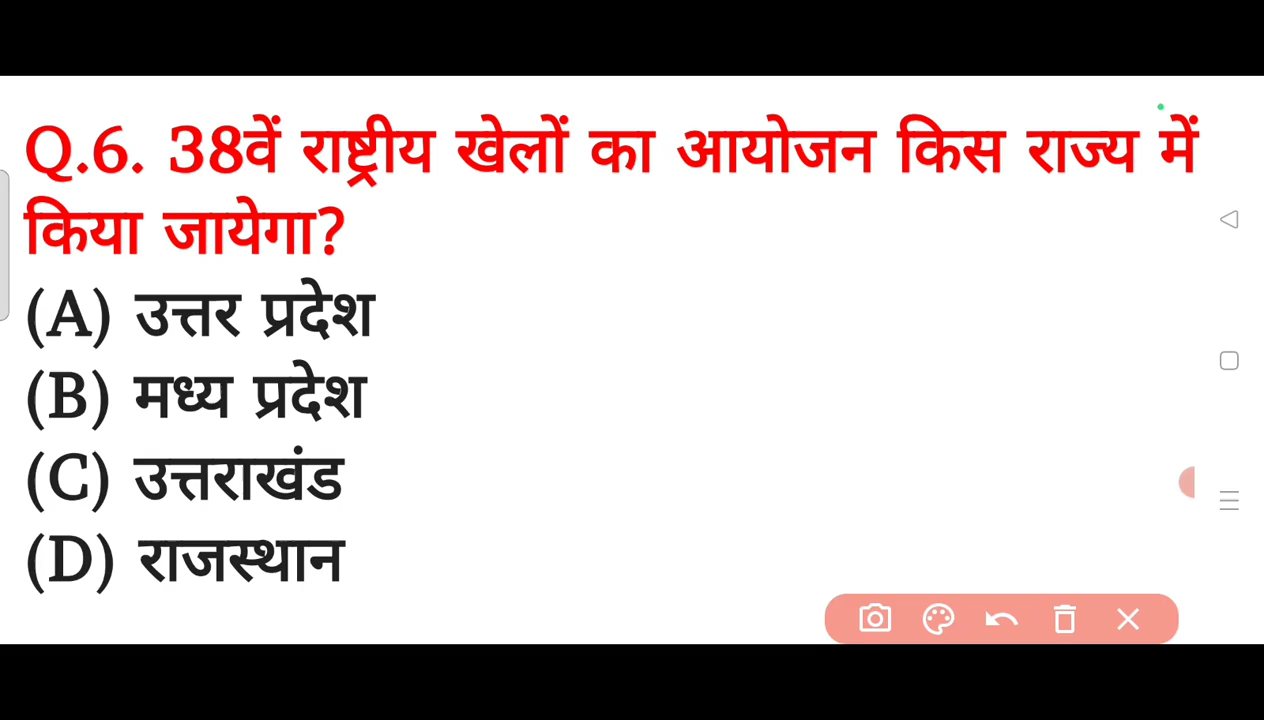 Q.6. 38वें राष्ट्रीय खेलों का आयोजन किस राज्य में
किया जायेगा?
(A) उत्तर प्रदेश
(B) मध्य प्रदेश
(C) उत्तराखंड
(D) राजस्थान